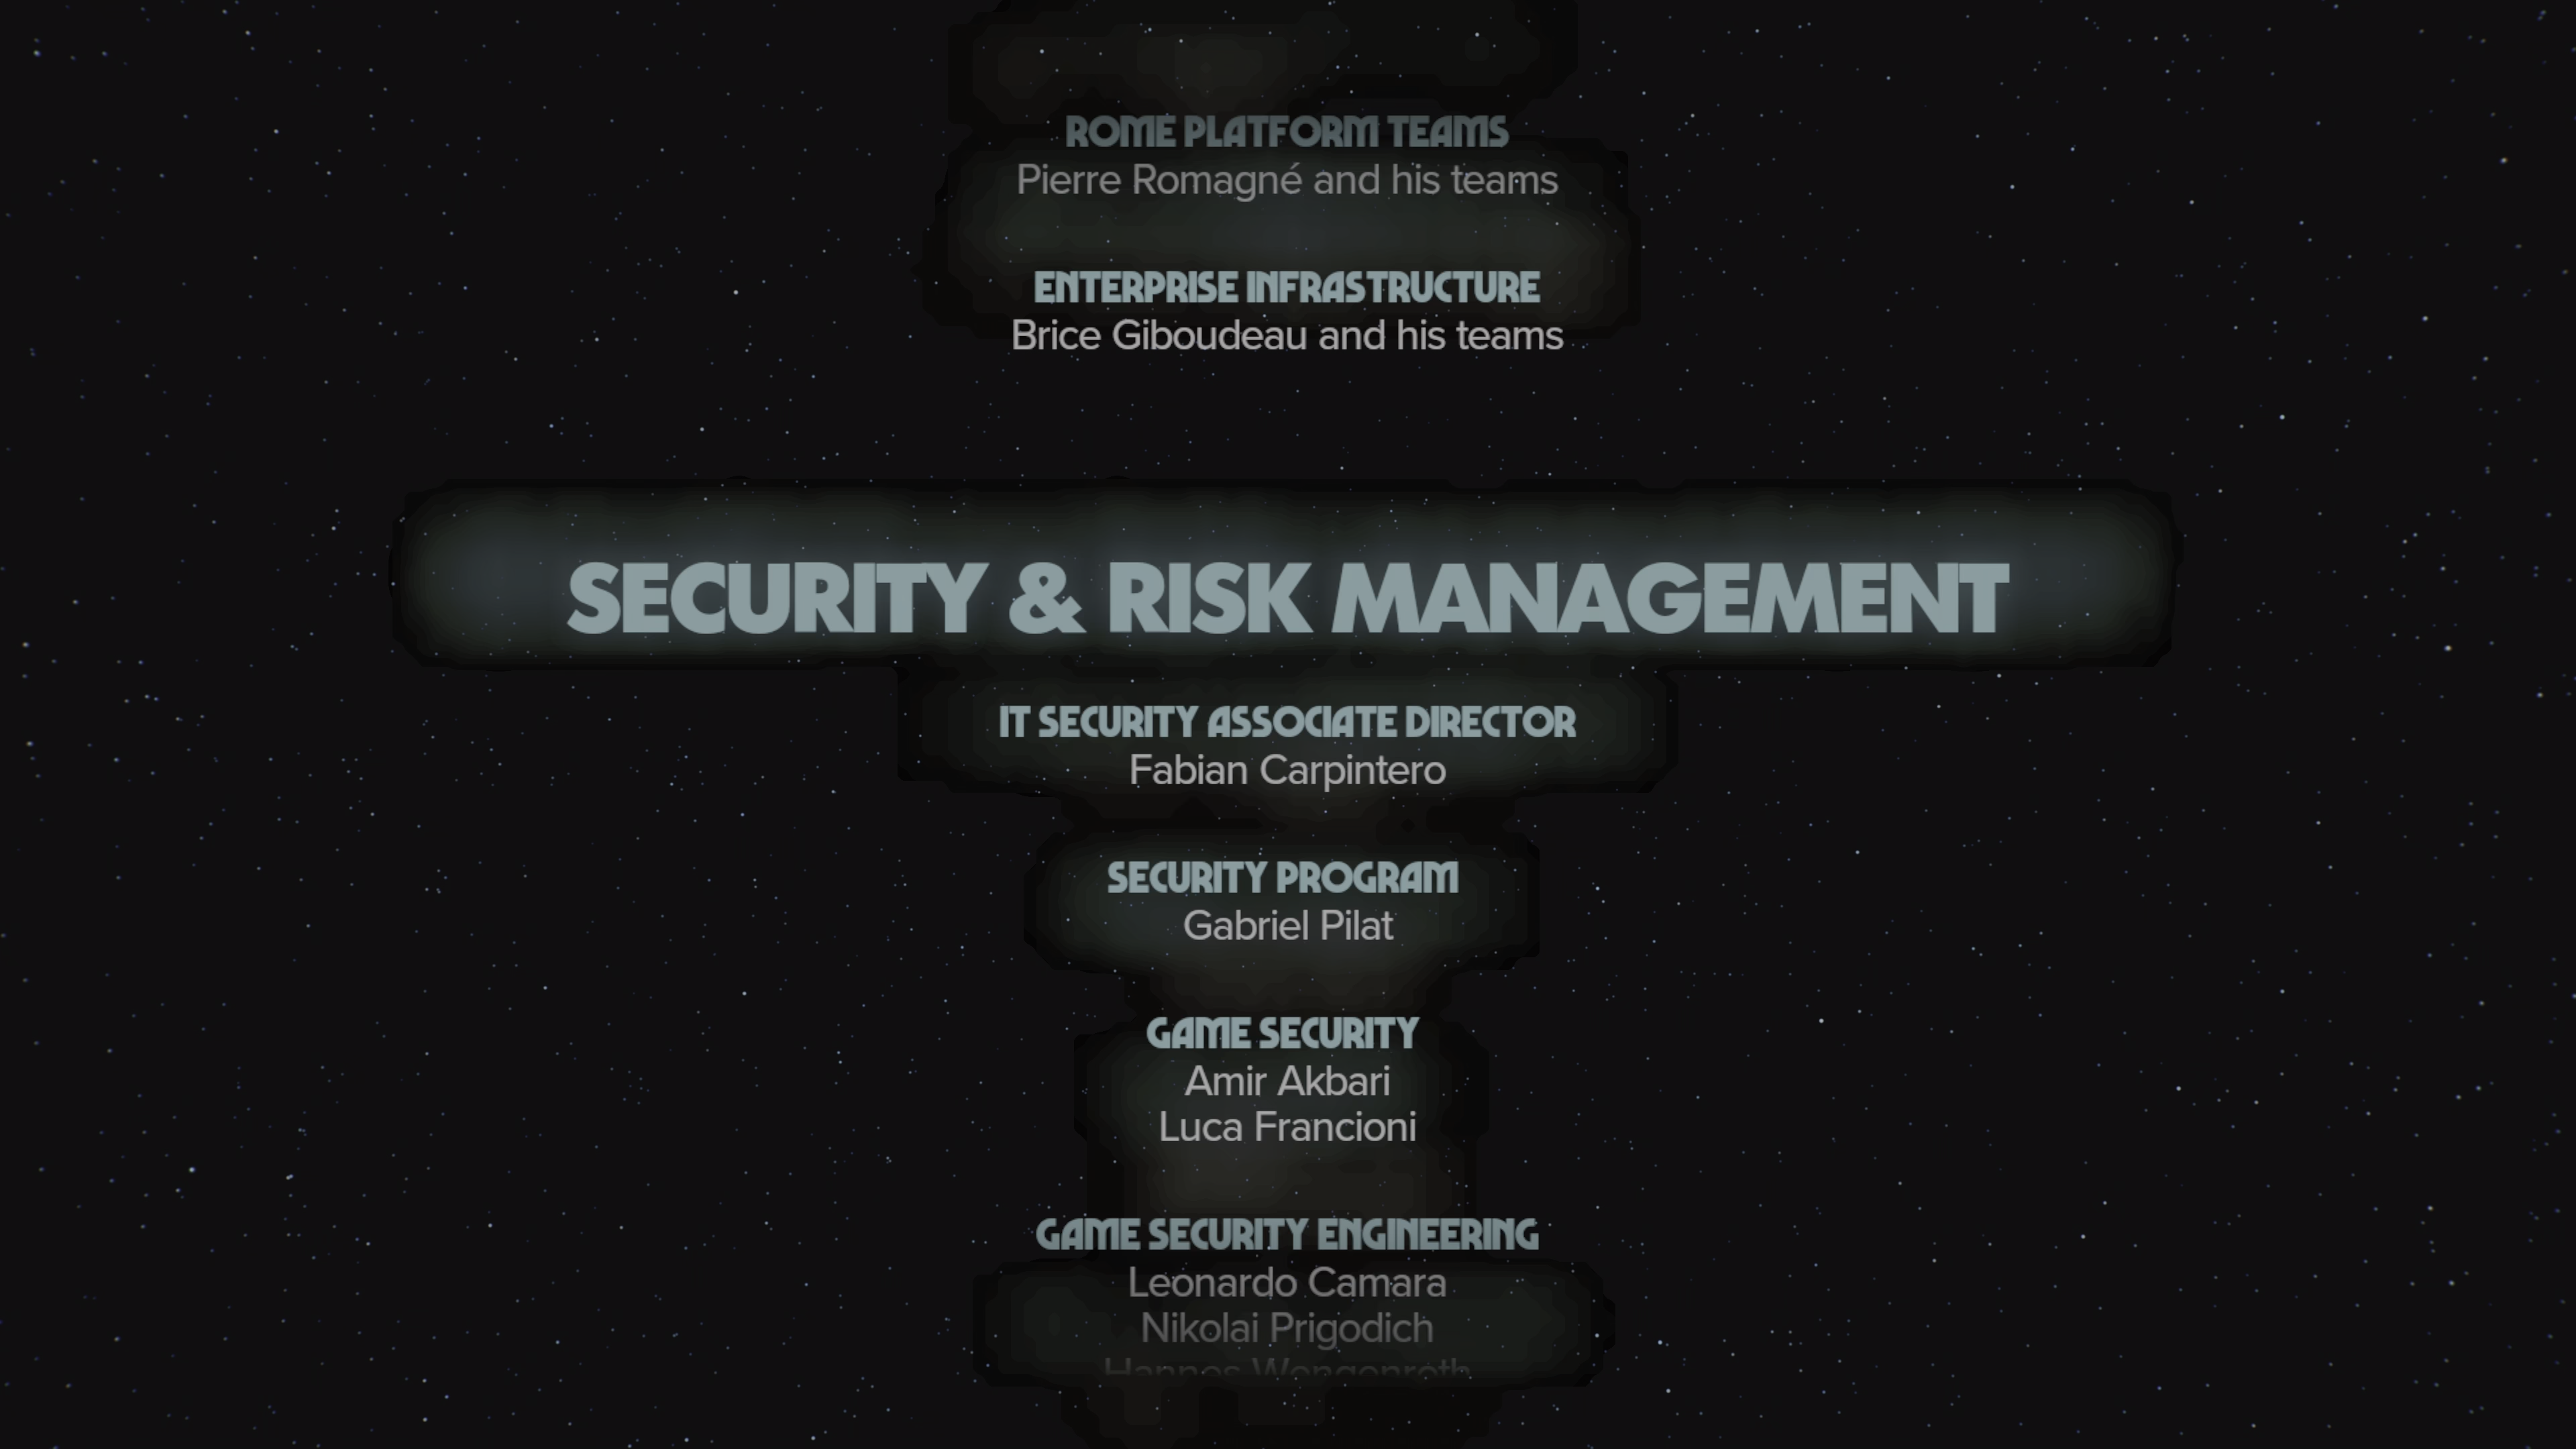 ROME PLATFORM TEAMS
Pierre Romagné and his teams
ENTERPRISE INFRASTRUCTURE
Brice Giboudeau and his teams
SECURITY & RISK MANAGEMENT
IT SECURITY ASSOCIATE DIRECTOR
Fabian Carpintero
SECURITY PROGRAM
Gabriel Pilat
GAME SECURITY
Amir Akbari
Luca Francioni
GAME SECURITY ENGINEERING
Leonardo Camara
Nikolai Prigodich
Hannes Wengenroth